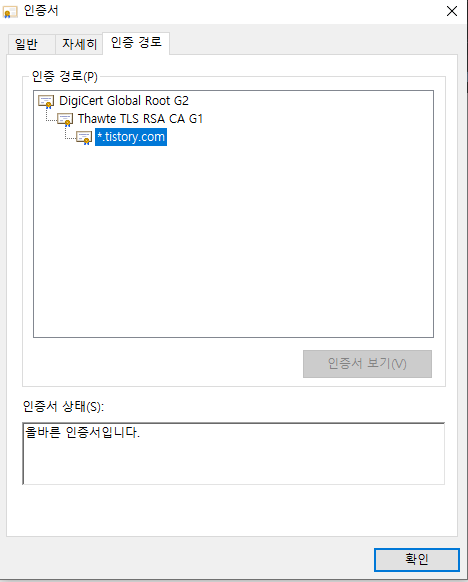 인증서
일반 자세히 인증 경로
인증 경로(P)
DigiCert Global Root G2
Thawte TLS RSA CA G1
*.tistory.com
인증서 보기(V)
인증서 상태(S):
올바른 인증서입니다.
확인